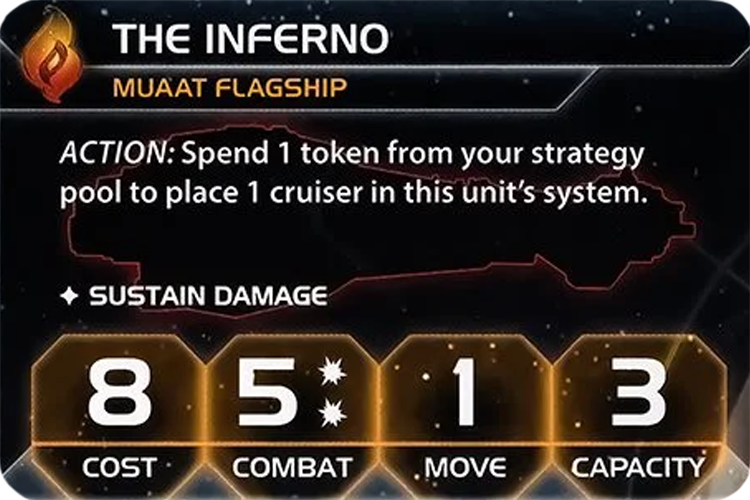 THE INFERNO
MUAAT FLAGSHIP
ACTION: Spend 1 token from your strategy
pool to place 1 cruiser in this unit's system.
SUSTAIN DAMAGE
8 5 1 3
COST COMBAT MOVE CAPACITY